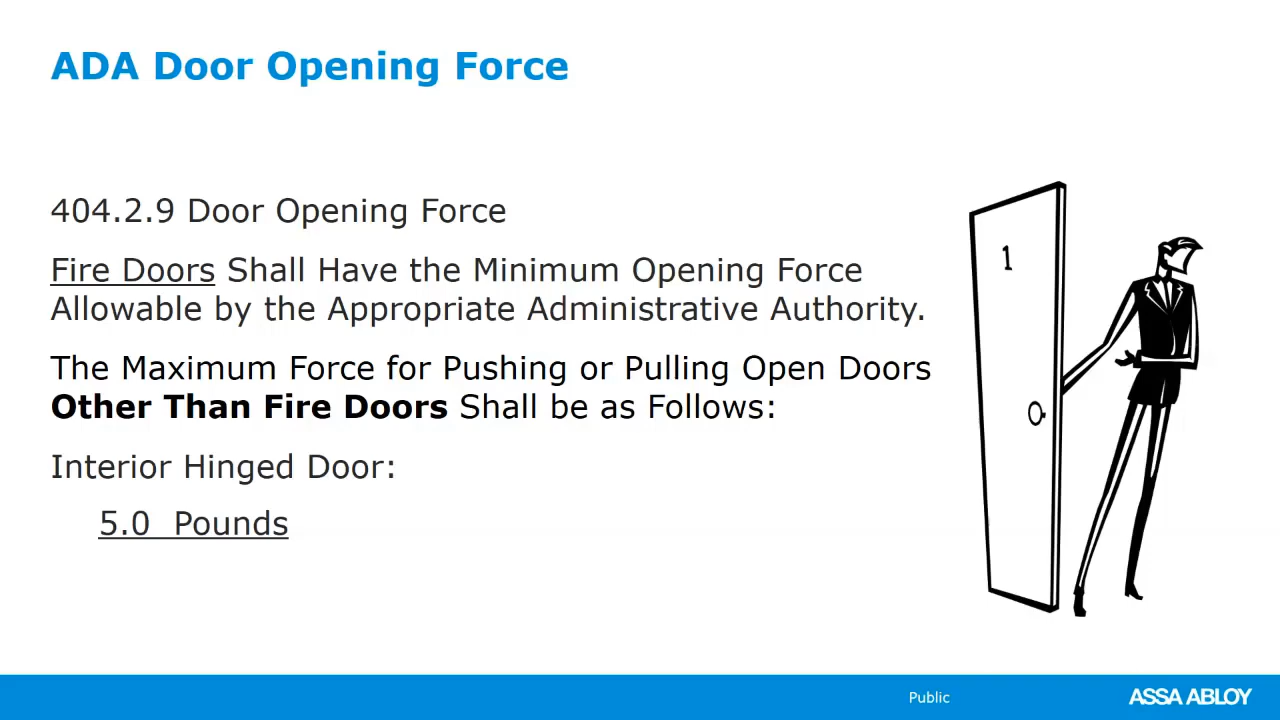 ADA Door Opening Force
404.2.9 Door Opening Force
Fire Doors Shall Have the Minimum Opening Force
Allowable by the Appropriate Administrative Authority.
The Maximum Force for Pushing or Pulling Open Doors
Other Than Fire Doors Shall be as Follows:
Interior Hinged Door:
5.0 Pounds
1
Public
ASSA ABLOY